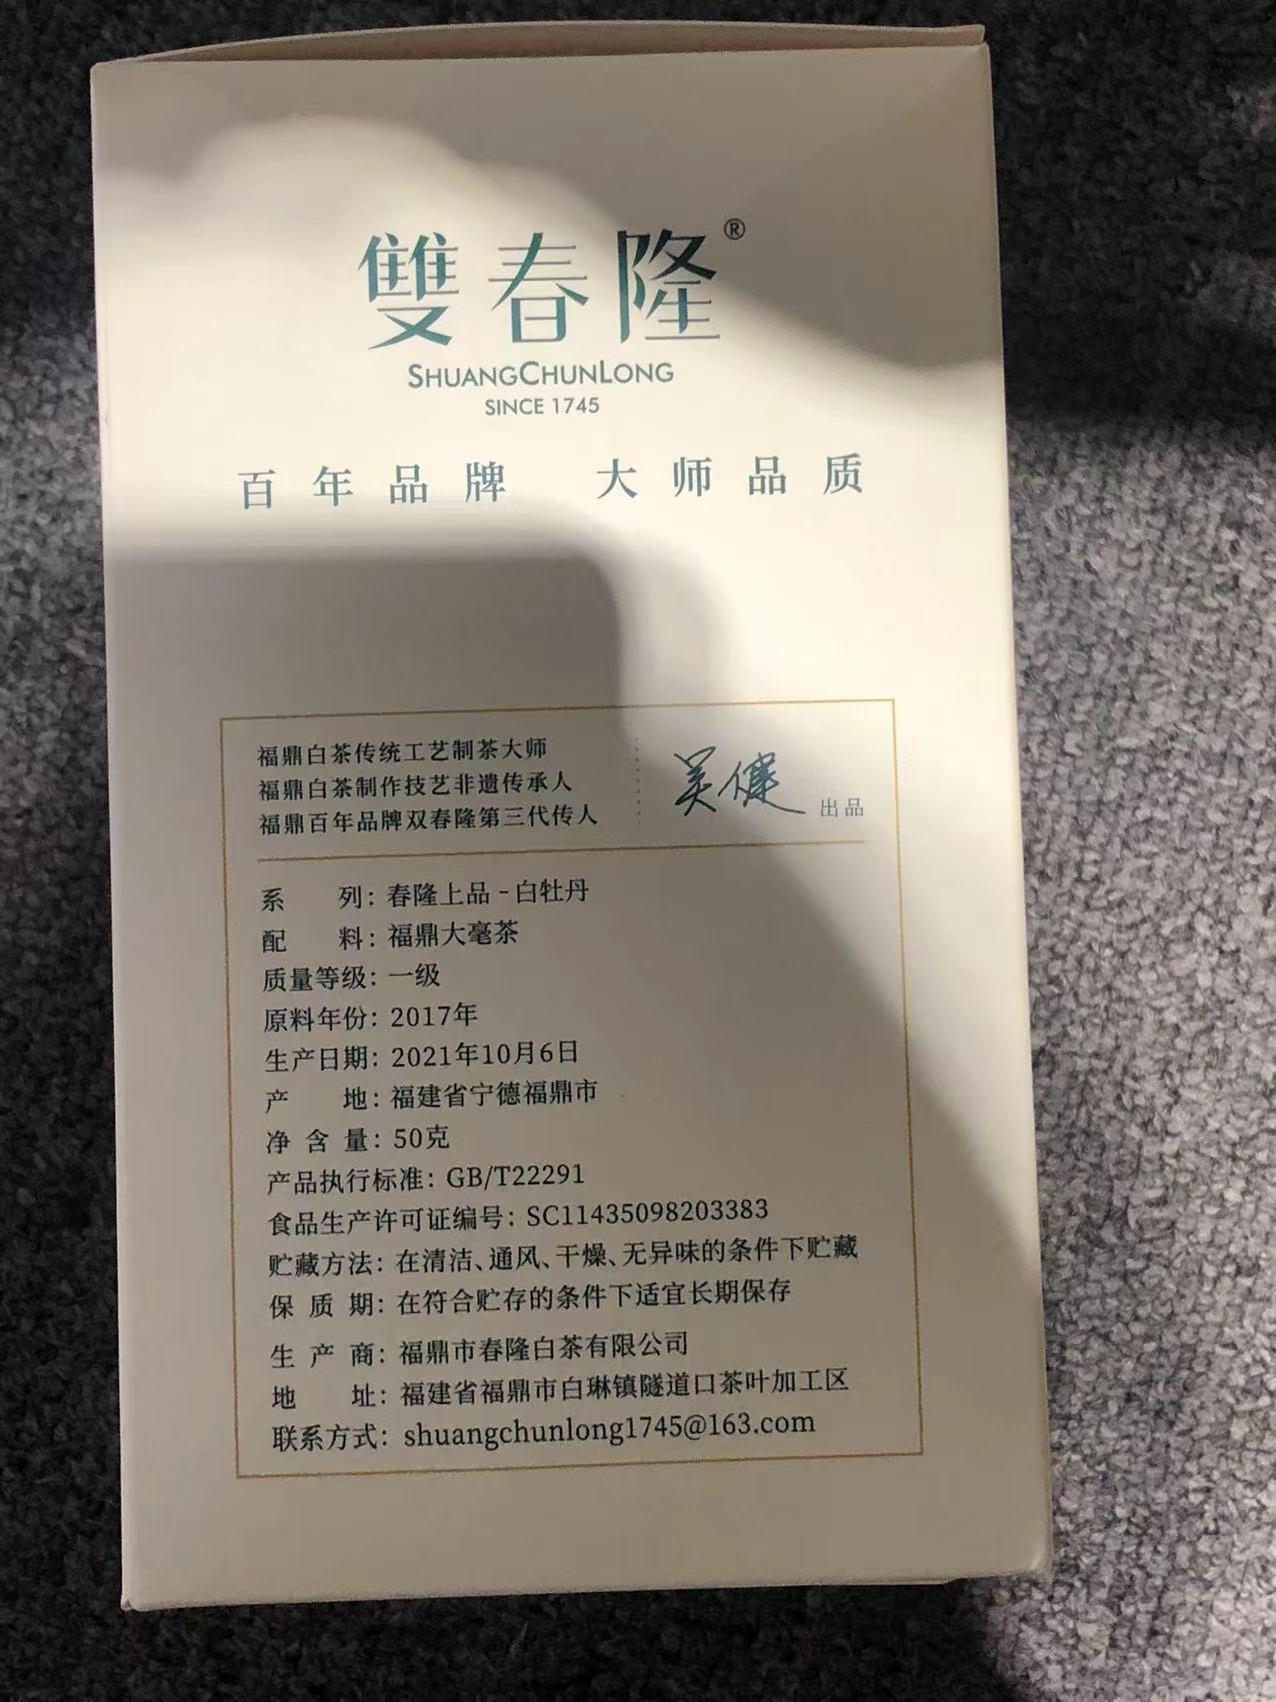 雙春隆®
SHUANGCHUNLONG
SINCE 1745
百年品牌 大师品质
福鼎白茶传统工艺制茶大师
福鼎白茶制作技艺非遗传承人
福鼎百年品牌双春隆第三代传人
吴健 出品
系列：春隆上品-白牡丹
配料：福鼎大毫茶
质量等级：一级
原料年份：2017年
生产日期：2021年10月6日
产地：福建省宁德福鼎市
净含量：50克
产品执行标准：GB/T22291
食品生产许可证编号：SC11435098203383
贮藏方法：在清洁、通风、干燥、无异味的条件下贮藏
保质期：在符合贮存的条件下适宜长期保存
生产商：福鼎市春隆白茶有限公司
地址：福建省福鼎市白琳镇隧道口茶叶加工区
联系方式：shuangchunlong1745@163.com